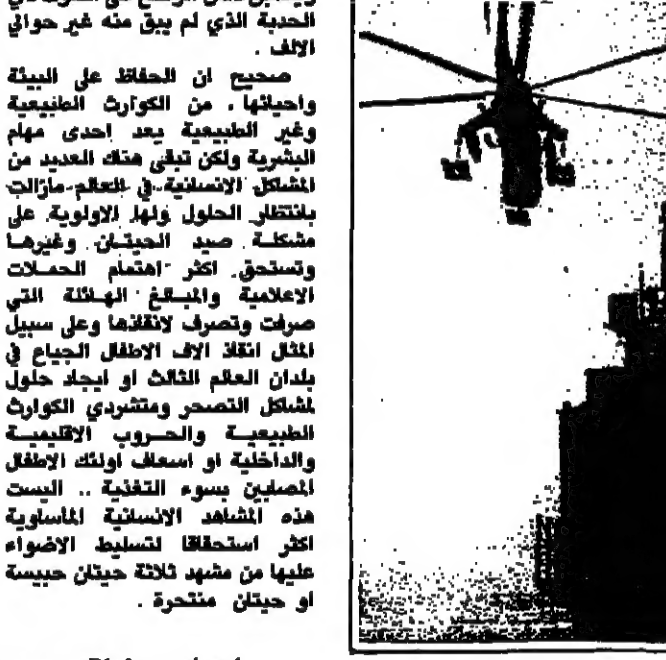 الحدبة الذي لم يبق منه غير حوالي
الالف .
صحيح ان الحفاظ على البيئة
واحيائها . من الكوارث الطبيعية
وغير الطبيعية يعد احدى مهام
البشرية ولكن تبقى هناك العديد من
المشاكل الانسانية في العالم مازالت
بانتظار الحلول ولها الاولوية على
مشكلة صيد الحيتان وغيرها
وتستحق اكثر اهتمام الحملات
الاعلامية والمبالغ الهائلة التي
صرفت وتصرف لانقاذها وعلى سبيل
المثال انقاذ الاف الاطفال الجياع في
بلدان العالم الثالث او ايجاد حلول
لمشاكل التصحر ومتشردي الكوارث
الطبيعية والحروب الاقليمية
والداخلية او اسعاف اولئك الاطفال
المصابين بسوء التغذية .. اليست
هذه المشاهد الانسانية المأساوية
اكثر استحقاقا لتسليط الاضواء
عليها من مشهد ثلاثة حيتان حبيسة
او حيتان منتحرة .